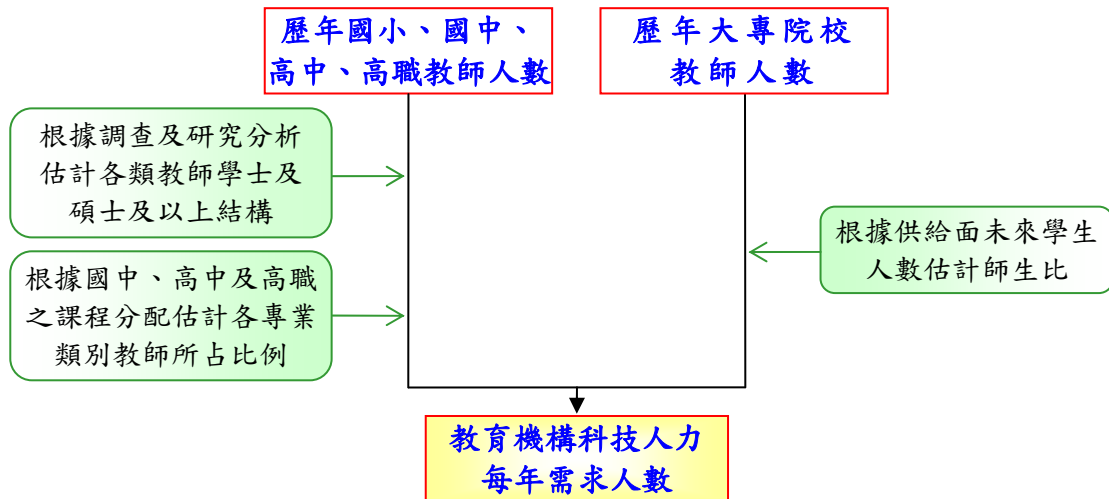 歷年國小、國中、
高中、高職教師人數
歷年大專院校
教師人數
根據調查及研究分析
估計各類教師學士及
碩士及以上結構
根據供給面未來學生
人數估計師生比
根據國中、高中及高職
之課程分配估計各專業
類別教師所占比例
教育機構科技人力
每年需求人數